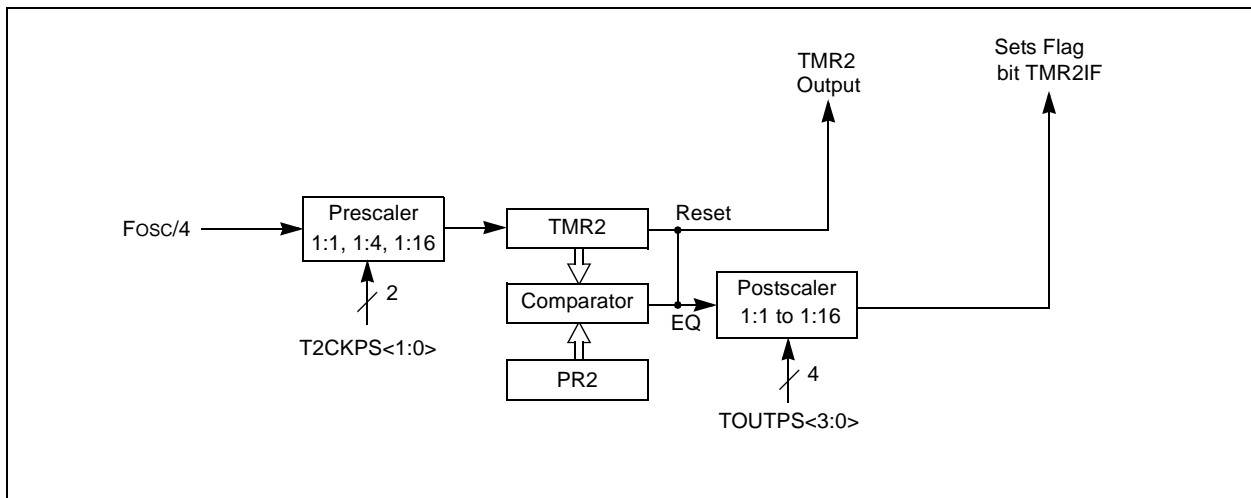 TMR2
Output
Sets Flag
bit TMR2IF
FOSC/4
Prescaler
1:1, 1:4, 1:16
2
T2CKPS<1:0>
TMR2
Reset
Comparator
EQ
PR2
Postscaler
1:1 to 1:16
4
TOUTPS<3:0>